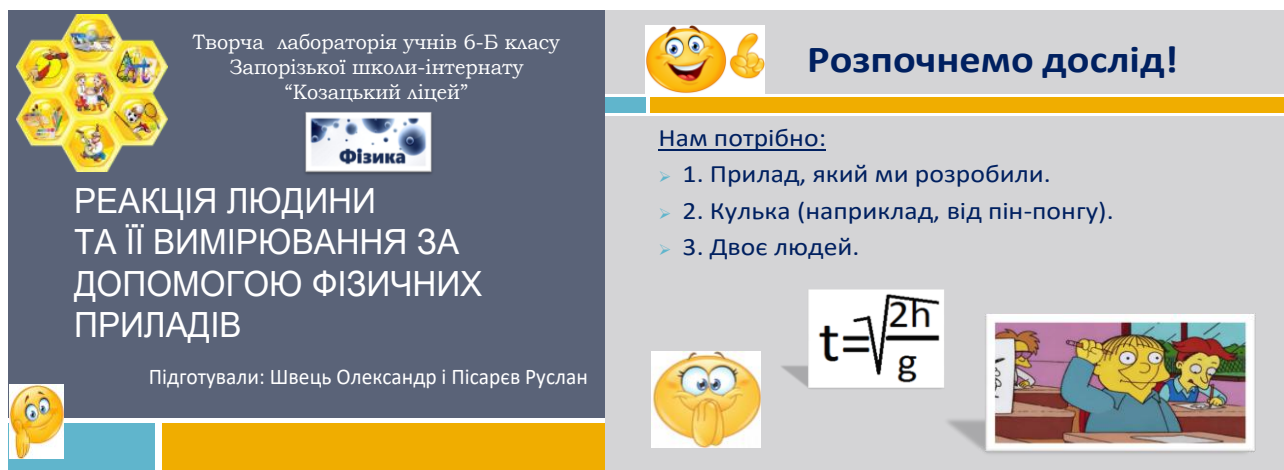 Творча лабораторія учнів 6-Б класу
Запорізької школи-інтернату
“Козацький ліцей”
Фізика
РЕАКЦІЯ ЛЮДИНИ
ТА ЇЇ ВИМІРЮВАННЯ ЗА
ДОПОМОГОЮ ФІЗИЧНИХ
ПРИЛАДІВ
Підготували: Швець Олександр і Пісарєв Руслан
Розпочнемо дослід!
Нам потрібно:
1. Прилад, який ми розробили.
2. Кулька (наприклад, від пін-понгу).
3. Двоє людей.
t=√2h/g